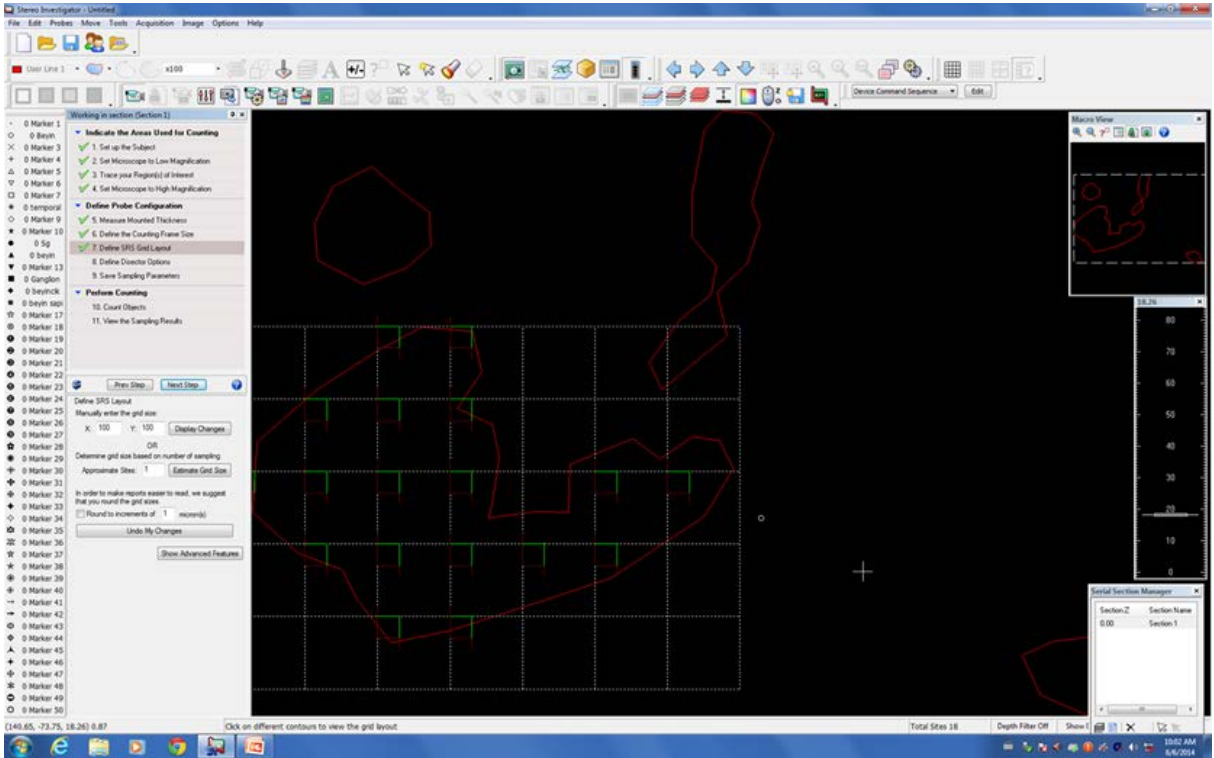 Stereo Investigator - Untitled
File Edit Probes Move Tools Acquisition Image Options Help
User Line 1
x100
Device Command Sequence
Edit
Working in section (Section 1)
0 Marker 1
0 Beyin
0 Marker 3
0 Marker 4
0 Marker 5
0 Marker 6
0 Marker 7
0 temporal
0 Marker 9
0 Marker 10
0 Sg
0 beyin
0 Marker 13
0 Ganglion
0 beyincik
0 beyin sapi
0 Marker 17
0 Marker 18
0 Marker 19
0 Marker 20
0 Marker 21
0 Marker 22
0 Marker 23
0 Marker 24
0 Marker 25
0 Marker 26
0 Marker 27
0 Marker 28
0 Marker 29
0 Marker 30
0 Marker 31
0 Marker 32
0 Marker 33
0 Marker 34
0 Marker 35
0 Marker 36
0 Marker 37
0 Marker 38
0 Marker 39
0 Marker 40
0 Marker 41
0 Marker 42
0 Marker 43
0 Marker 44
0 Marker 45
0 Marker 46
0 Marker 47
0 Marker 48
0 Marker 49
0 Marker 50
Indicate the Areas Used for Counting
1. Set up the Subject
2. Set Microscope to Low Magnification
3. Trace your Region(s) of Interest
4. Set Microscope to High Magnification
Define Probe Configuration
5. Measure Mounted Thickness
6. Define the Counting Frame Size
7. Define SRS Grid Layout
8. Define Disector Options
9. Save Sampling Parameters
Perform Counting
10. Count Objects
11. View the Sampling Results
Prev Step Next Step
Define SRS Layout
Manually enter the grid size:
X: 100 Y: 100 Display Changes
OR
Determine grid size based on number of sampling
Approximate Sites: 1 Estimate Grid Size
In order to make reports easier to read, we suggest
that you round the grid sizes.
Round to increments of 1 micron(s)
Undo My Changes
Show Advanced Features
Macro View
18.26
80
70
60
50
40
30
20
10
0
Serial Section Manager
Section Z Section Name
0.00 Section 1
(140.65, -73.75, 18.26) 0.87
Click on different contours to view the grid layout
Total Sites 18
Depth Filter Off
Show
10:02 AM
6/6/2014